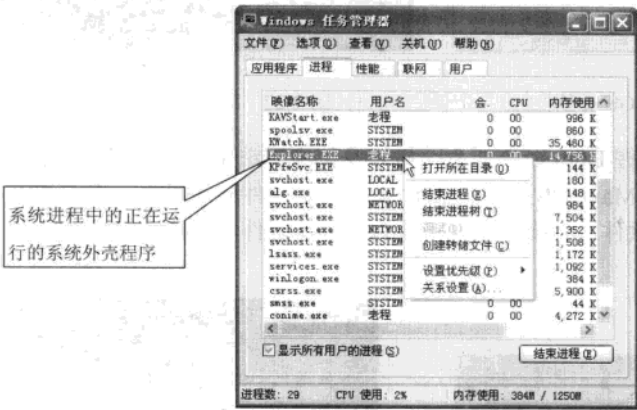 Windows 任务管理器
文件(F) 选项(O) 查看(V) 关机(U) 帮助(H)
应用程序 进程 性能 联网 用户
映像名称 用户名 会. CPU 内存使用
KAVStart.exe 老程 0 00 996 K
spoolsv.exe SYSTEM 0 00 860 K
KWatch.EXE SYSTEM 0 00 35,480 K
Explorer.EXE 老程 0 00 14,756 K
KPfwSvc.EXE SYSTEM 144 K
svchost.exe LOCAL 180 K
alg.exe LOCAL 148 K
svchost.exe NETWOR 984 K
svchost.exe SYSTEM 7,504 K
svchost.exe NETWOR 1,352 K
svchost.exe SYSTEM 1,508 K
lsass.exe SYSTEM 1,172 K
services.exe SYSTEM 1,092 K
winlogon.exe SYSTEM 384 K
csrss.exe SYSTEM 5,900 K
smss.exe SYSTEM 0 00 44 K
conime.exe 老程 0 00 4,272 K
打开所在目录(O)
结束进程(E)
结束进程树(T)
调试(D)
创建转储文件(C)
设置优先级(P)
关系设置(A)...
显示所有用户的进程(S)
结束进程(E)
进程数: 29 CPU 使用: 2% 内存使用: 384M / 1250M
系统进程中的正在运
行的系统外壳程序